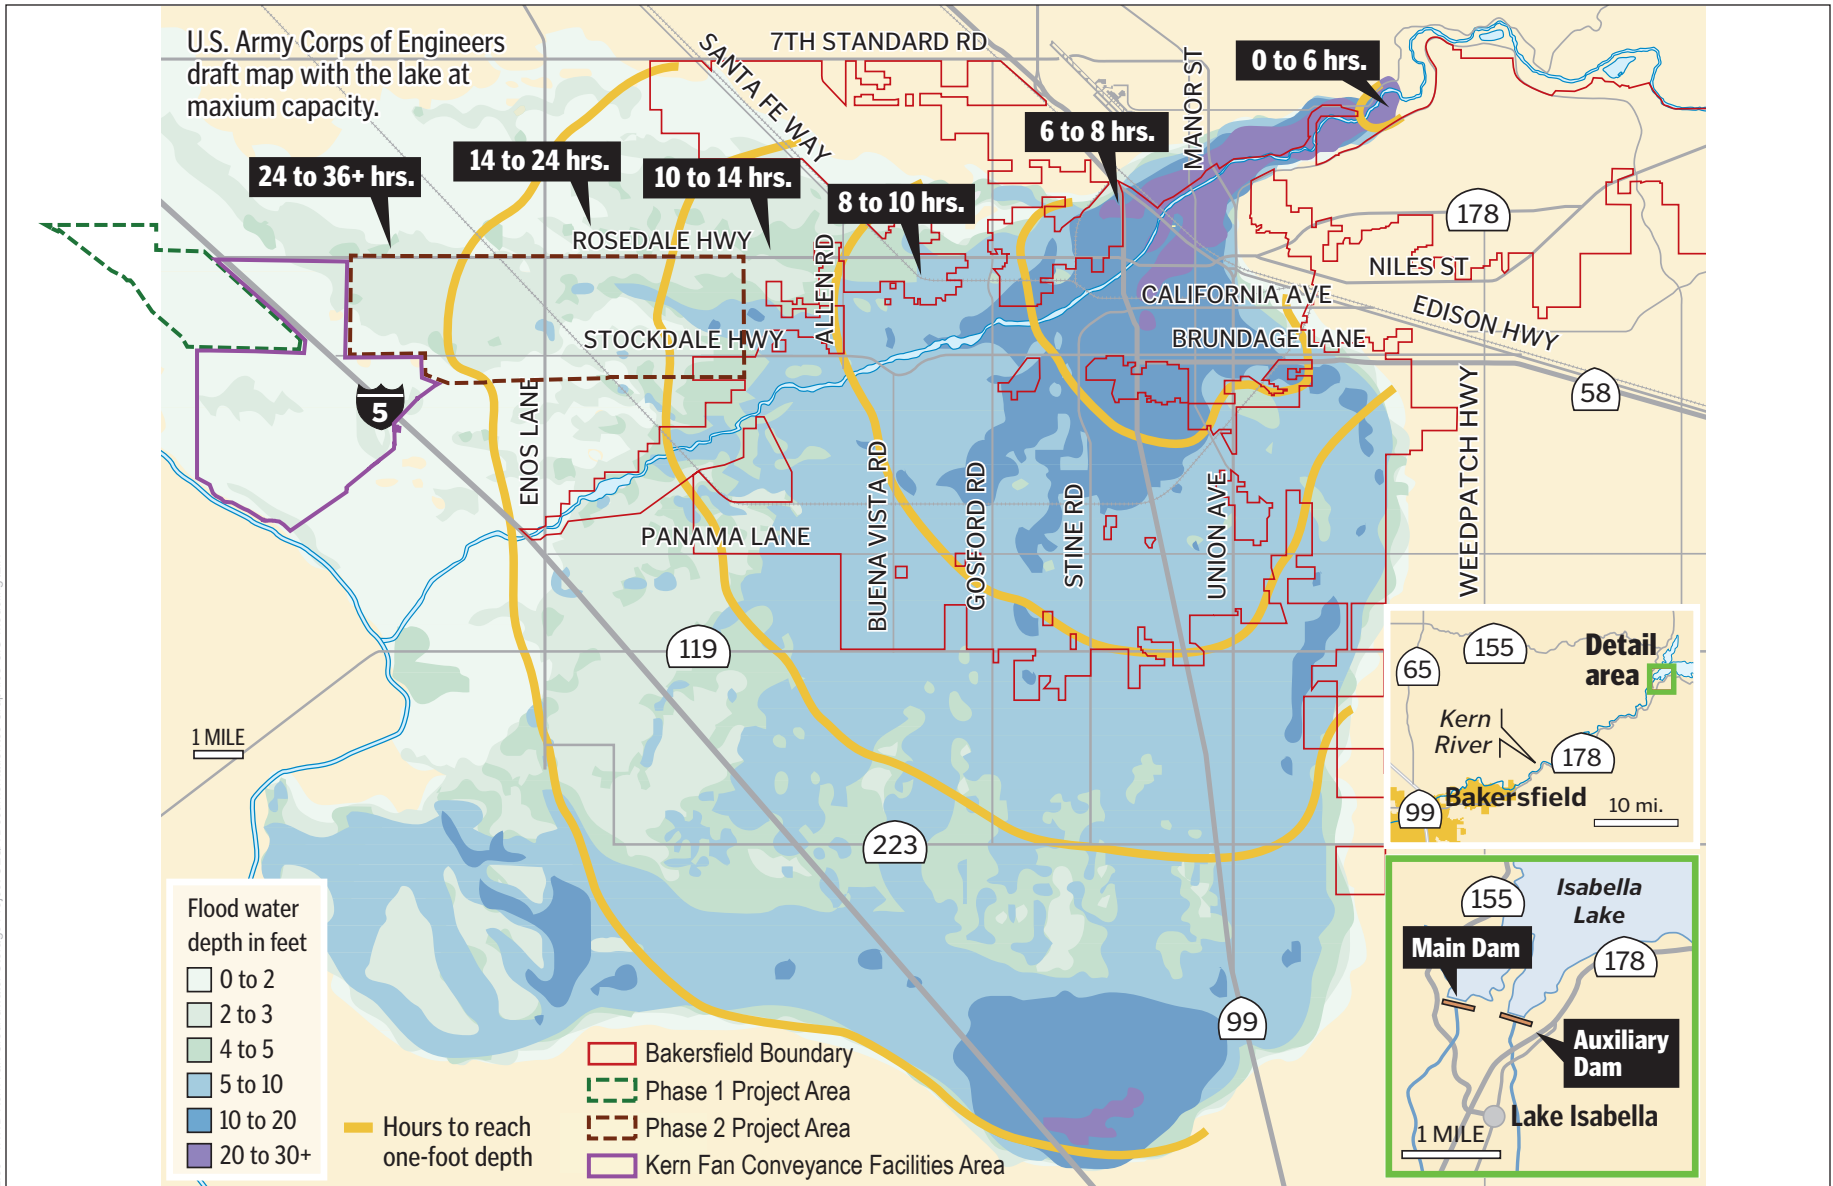 U.S. Army Corps of Engineers
draft map with the lake at
maxium capacity.
7TH STANDARD RD
SANTA FE WAY
MANOR ST
0 to 6 hrs.
6 to 8 hrs.
8 to 10 hrs.
10 to 14 hrs.
14 to 24 hrs.
24 to 36+ hrs.
178
ROSEDALE HWY
ALLEN RD
NILES ST
CALIFORNIA AVE
EDISON HWY
STOCKDALE HWY
BRUNDAGE LANE
5
58
ENOS LANE
WEEDPATCH HWY
PANAMA LANE
BUENA VISTA RD
GOSFORD RD
STINE RD
UNION AVE
119
223
99
1 MILE
65
155
Detail
area
Kern
River
178
99
Bakersfield
10 mi.
155
Isabella
Lake
Main Dam
178
Auxiliary
Dam
Lake Isabella
1 MILE
Flood water
depth in feet
0 to 2
2 to 3
4 to 5
5 to 10
10 to 20
20 to 30+
Hours to reach
one-foot depth
Bakersfield Boundary
Phase 1 Project Area
Phase 2 Project Area
Kern Fan Conveyance Facilities Area